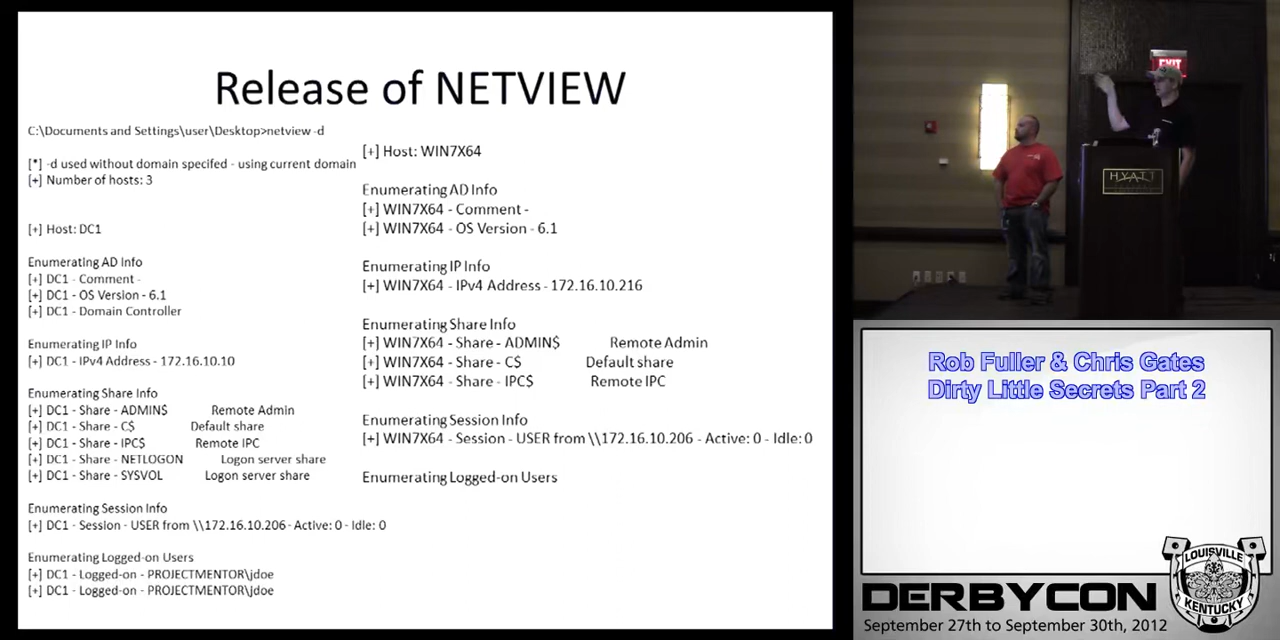 Release of NETVIEW
C:\Documents and Settings\user\Desktop>netview -d
[*] -d used without domain specifed - using current domain
[+] Number of hosts: 3
[+] Host: DC1
Enumerating AD Info
[+] DC1 - Comment -
[+] DC1 - OS Version - 6.1
[+] DC1 - Domain Controller
Enumerating IP Info
[+] DC1 - IPv4 Address - 172.16.10.10
Enumerating Share Info
[+] DC1 - Share - ADMIN$ Remote Admin
[+] DC1 - Share - C$ Default share
[+] DC1 - Share - IPC$ Remote IPC
[+] DC1 - Share - NETLOGON Logon server share
[+] DC1 - Share - SYSVOL Logon server share
Enumerating Session Info
[+] DC1 - Session - USER from \\172.16.10.206 - Active: 0 - Idle: 0
Enumerating Logged-on Users
[+] DC1 - Logged-on - PROJECTMENTOR\jdoe
[+] DC1 - Logged-on - PROJECTMENTOR\jdoe
[+] Host: WIN7X64
Enumerating AD Info
[+] WIN7X64 - Comment -
[+] WIN7X64 - OS Version - 6.1
Enumerating IP Info
[+] WIN7X64 - IPv4 Address - 172.16.10.216
Enumerating Share Info
[+] WIN7X64 - Share - ADMIN$ Remote Admin
[+] WIN7X64 - Share - C$ Default share
[+] WIN7X64 - Share - IPC$ Remote IPC
Enumerating Session Info
[+] WIN7X64 - Session - USER from \\172.16.10.206 - Active: 0 - Idle: 0
Enumerating Logged-on Users
EXIT
HYATT
Rob Fuller & Chris Gates
Dirty Little Secrets Part 2
LOUISVILLE
KENTUCKY
DERBYCON
September 27th to September 30th, 2012